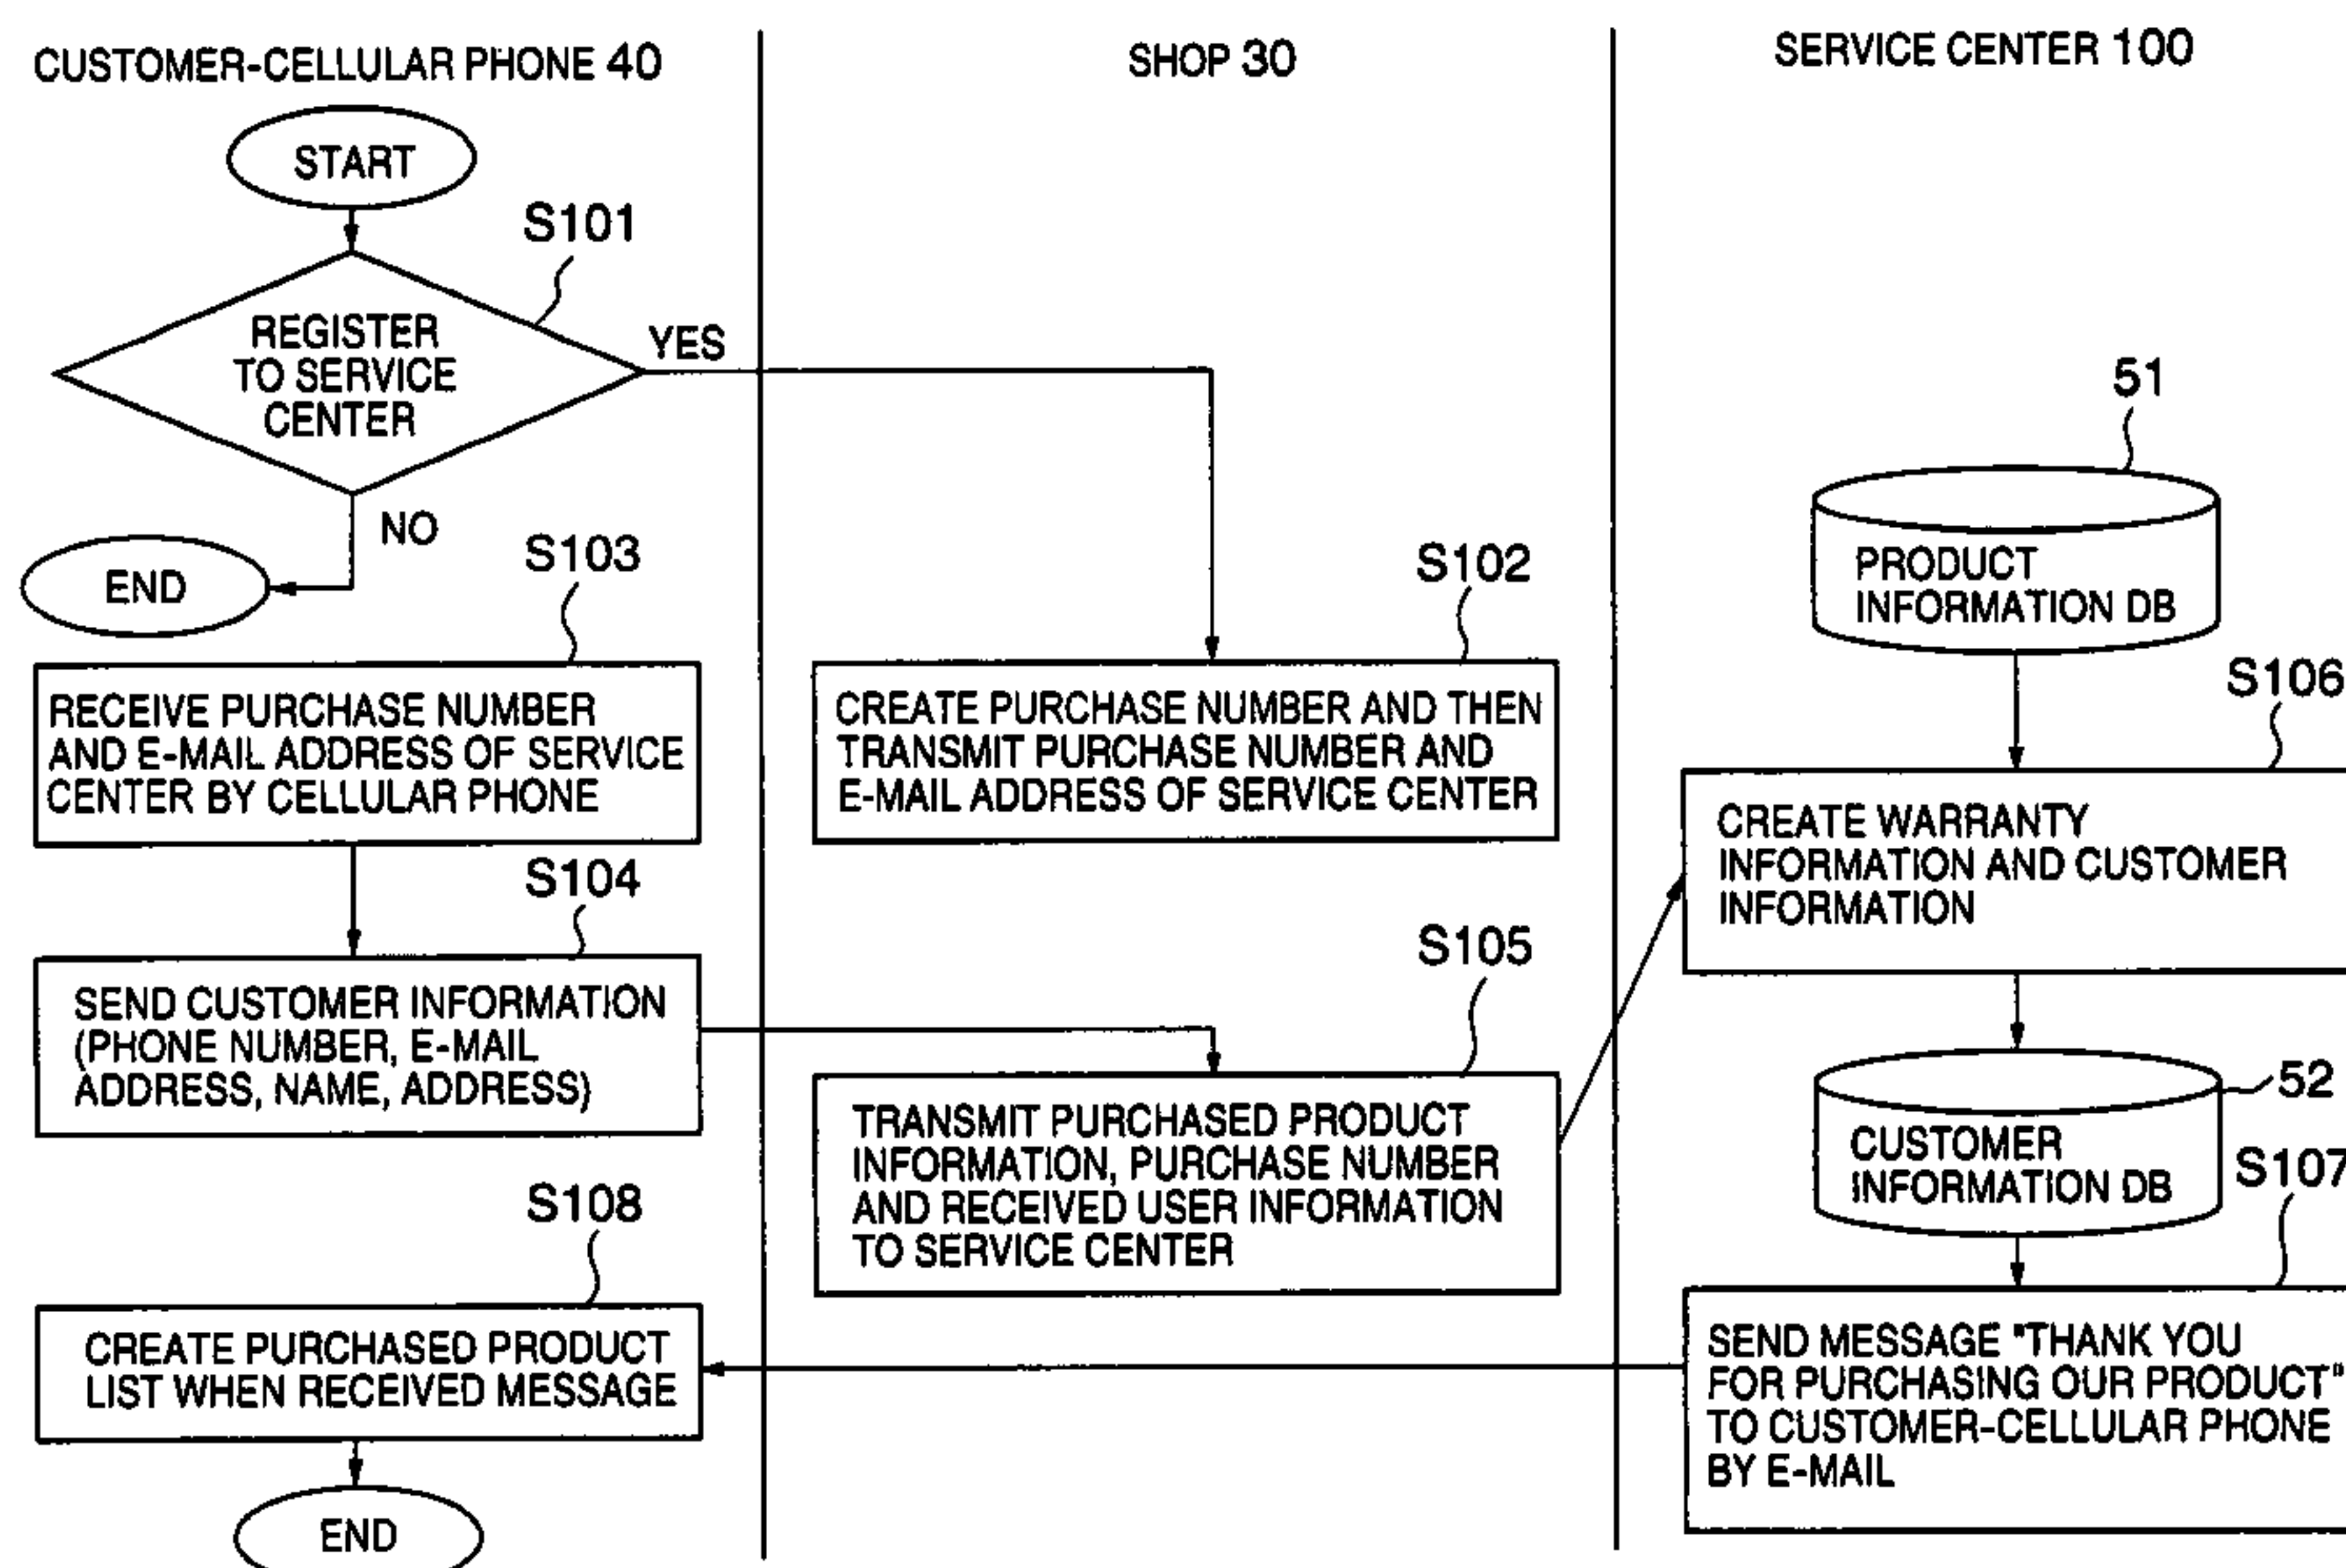 CUSTOMER-CELLULAR PHONE 40
SHOP 30
SERVICE CENTER 100
START
S101
REGISTER
TO SERVICE
CENTER
YES
NO
END
51
PRODUCT
INFORMATION DB
S103
RECEIVE PURCHASE NUMBER
AND E-MAIL ADDRESS OF SERVICE
CENTER BY CELLULAR PHONE
S102
CREATE PURCHASE NUMBER AND THEN
TRANSMIT PURCHASE NUMBER AND
E-MAIL ADDRESS OF SERVICE CENTER
S106
CREATE WARRANTY
INFORMATION AND CUSTOMER
INFORMATION
S104
SEND CUSTOMER INFORMATION
(PHONE NUMBER, E-MAIL
ADDRESS, NAME, ADDRESS)
S105
TRANSMIT PURCHASED PRODUCT
INFORMATION, PURCHASE NUMBER
AND RECEIVED USER INFORMATION
TO SERVICE CENTER
52
CUSTOMER
INFORMATION DB
S107
SEND MESSAGE "THANK YOU
FOR PURCHASING OUR PRODUCT"
TO CUSTOMER-CELLULAR PHONE
BY E-MAIL
S108
CREATE PURCHASED PRODUCT
LIST WHEN RECEIVED MESSAGE
END